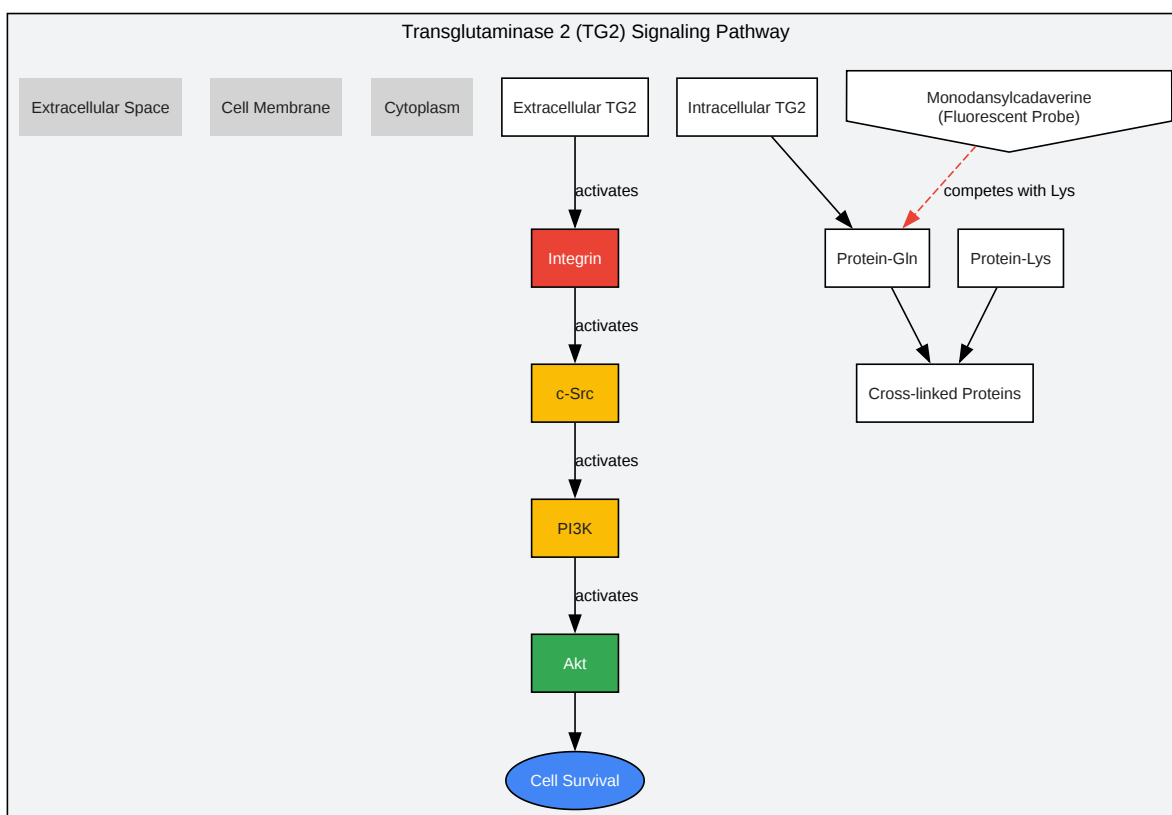 Transglutaminase 2 (TG2) Signaling Pathway
Extracellular Space
Cell Membrane
Cytoplasm
Extracellular TG2
Intracellular TG2
Monodansylcadaverine
(Fluorescent Probe)
activates
competes with Lys
Integrin
Protein-Gln
Protein-Lys
activates
c-Src
Cross-linked Proteins
activates
PI3K
activates
Akt
Cell Survival